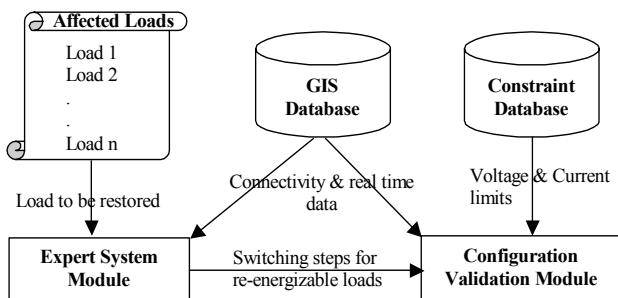 Affected Loads
Load 1
Load 2
.
.
Load n
GIS
Database
Constraint
Database
Load to be restored
Connectivity & real time
data
Voltage & Current
limits
Expert System
Module
Switching steps for
re-energizable loads
Configuration
Validation Module